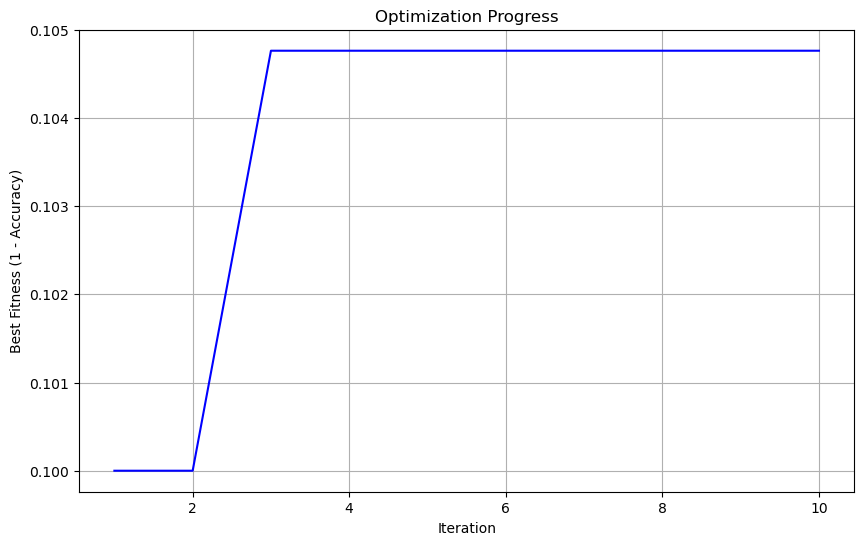 Optimization Progress
0.105
0.104
0.103
0.102
0.101
0.100
Best Fitness (1 - Accuracy)
2 4 6 8 10
Iteration